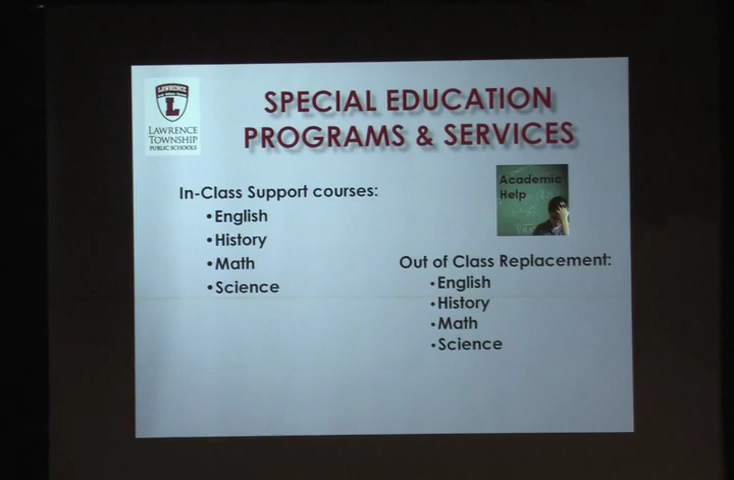 LAWRENCE
L
LAWRENCE
TOWNSHIP
PUBLIC SCHOOLS
SPECIAL EDUCATION
PROGRAMS & SERVICES
In-Class Support courses:
•English
•History
•Math
•Science
Academic
Help
Out of Class Replacement:
•English
•History
•Math
•Science